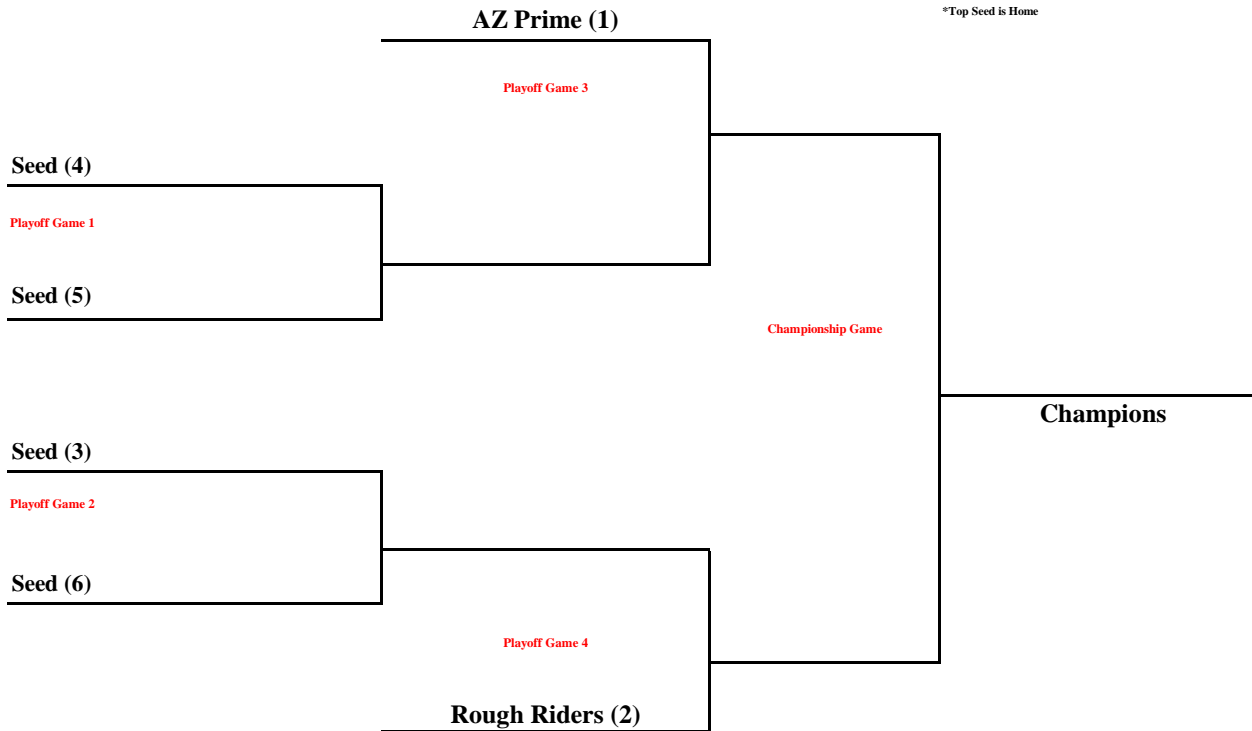 AZ Prime (1)
*Top Seed is Home
Playoff Game 3
Seed (4)
Playoff Game 1
Seed (5)
Championship Game
Champions
Seed (3)
Playoff Game 2
Seed (6)
Playoff Game 4
Rough Riders (2)